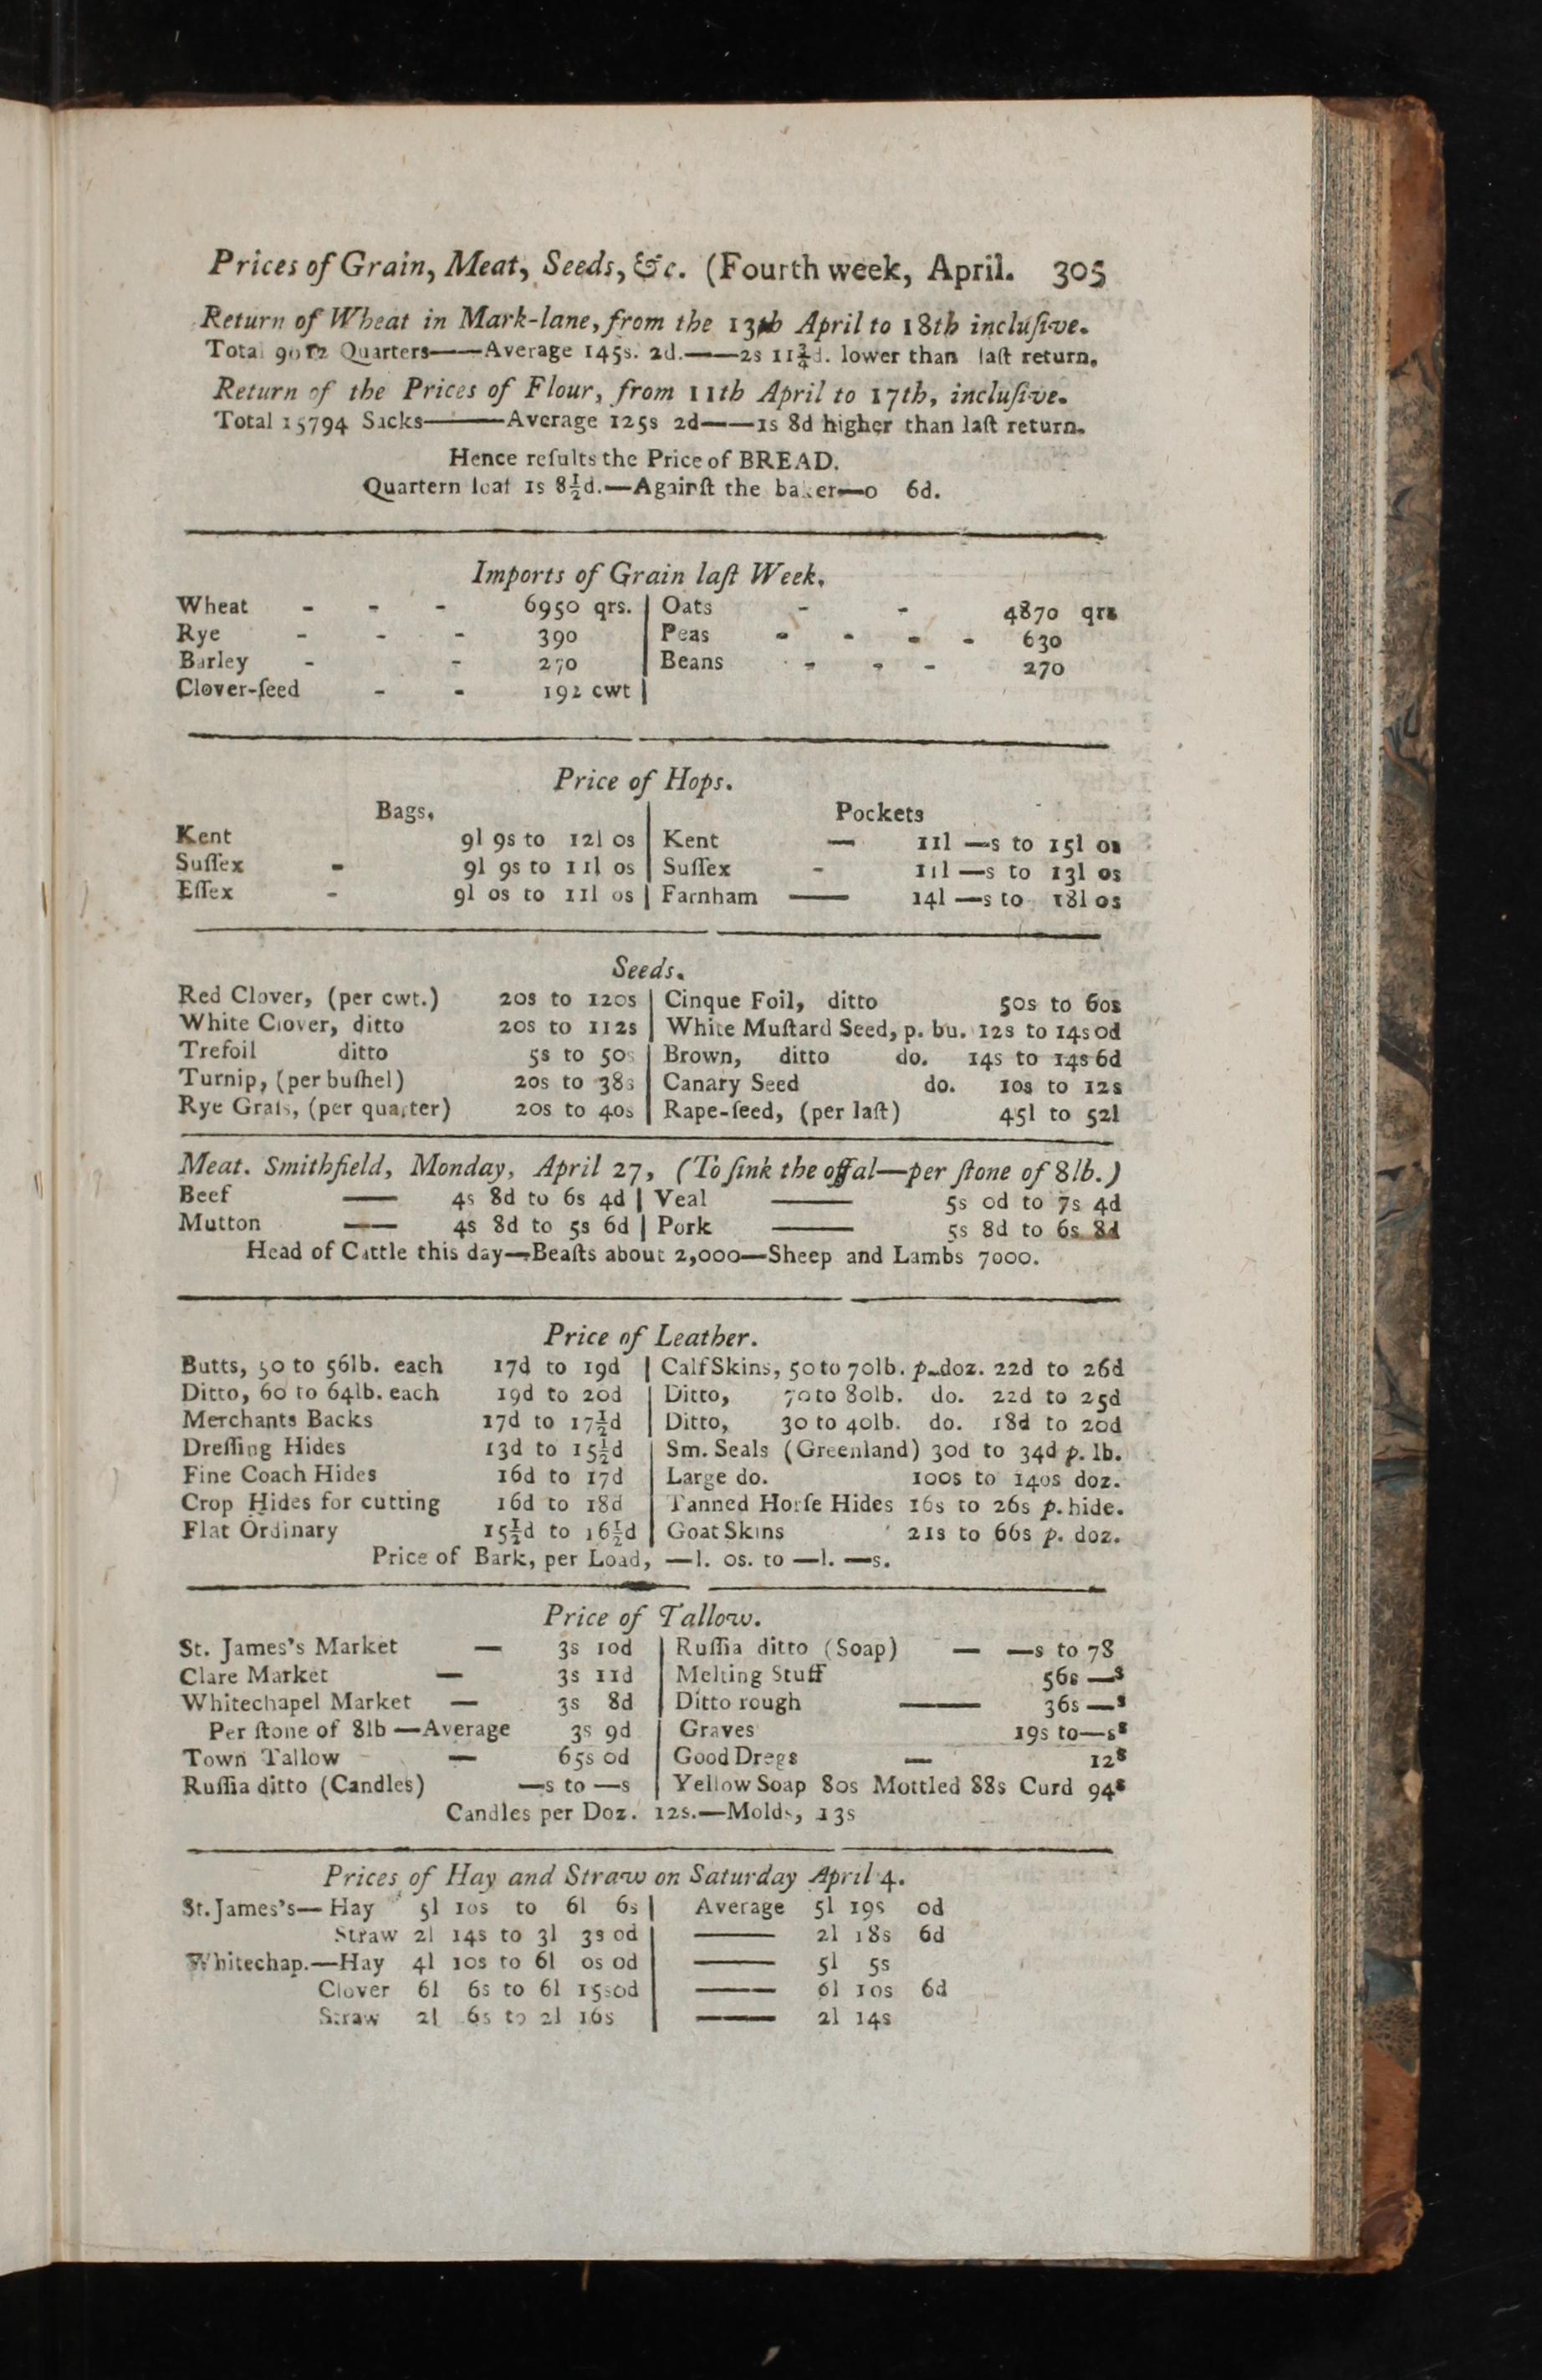 Prices of Grain, Meat, Seeds, &c. (Fourth week, April. 305
Return of Wheat in Mark-lane, from the 13th April to 18th incluſive.
Total 9012 Quarters——Average 145s. 2d.——2s 11¾d. lower than laſt return.
Return of the Prices of Flour, from 11th April to 17th, incluſive.
Total 15794 Sacks———Average 125s 2d——1s 8d higher than laſt return.
Hence reſults the Price of BREAD.
Quartern loaf 1s 8½d.—Againſt the baker—0 6d.
Imports of Grain laſt Week.
Wheat - - - 6950 qrs. | Oats - - 4870 qrs
Rye - - - 390 | Peas - - - - 630
Barley - - 270 | Beans - - - 270
Clover-ſeed - - 192 cwt |
Price of Hops.
Bags, | Pockets
Kent 9l 9s to 12l 0s | Kent — 11l —s to 15l 0s
Suſſex - 9l 9s to 11l 0s | Suſſex - 11l —s to 13l 0s
Eſſex - 9l 0s to 11l 0s | Farnham —— 14l —s to 18l 0s
Seeds.
Red Clover, (per cwt.) 20s to 120s | Cinque Foil, ditto 50s to 60s
White Clover, ditto 20s to 112s | White Muſtard Seed, p. bu. 12s to 14s 0d
Trefoil ditto 5s to 50s | Brown, ditto do. 14s to 14s 6d
Turnip, (per buſhel) 20s to 38s | Canary Seed do. 10s to 12s
Rye Graſs, (per quarter) 20s to 40s | Rape-ſeed, (per laſt) 45l to 52l
Meat. Smithfield, Monday, April 27, (To ſink the offal—per ſtone of 8lb.)
Beef —— 4s 8d to 6s 4d | Veal —— 5s 0d to 7s 4d
Mutton —— 4s 8d to 5s 6d | Pork —— 5s 8d to 6s 8d
Head of Cattle this day—Beaſts about 2,000—Sheep and Lambs 7000.
Price of Leather.
Butts, 50 to 56lb. each 17d to 19d | Calf Skins, 50 to 70lb. p. doz. 22d to 26d
Ditto, 60 to 64lb. each 19d to 20d | Ditto, 70 to 80lb. do. 22d to 25d
Merchants Backs 17d to 17½d | Ditto, 30 to 40lb. do. 18d to 20d
Dreſſing Hides 13d to 15½d | Sm. Seals (Greenland) 30d to 34d p. lb.
Fine Coach Hides 16d to 17d | Large do. 100s to 140s doz.
Crop Hides for cutting 16d to 18d | Tanned Horſe Hides 16s to 26s p. hide.
Flat Ordinary 15½d to 16½d | Goat Skins 21s to 66s p. doz.
Price of Bark, per Load, —l. 0s. to —l. —s.
Price of Tallow.
St. James's Market — 3s 10d | Ruſſia ditto (Soap) — —s to 78
Clare Market — 3s 11d | Melting Stuff 56s —s
Whitechapel Market — 3s 8d | Ditto rough —— 36s —s
Per ſtone of 8lb —Average 3s 9d | Graves 19s to—s s
Town Tallow — 65s 0d | Good Dregs — 12s
Ruſſia ditto (Candles) —s to —s | Yellow Soap 80s Mottled 88s Curd 94s
Candles per Doz. 12s.—Molds, 13s
Prices of Hay and Straw on Saturday April 4.
St. James's— Hay 5l 10s to 6l 6s | Average 5l 19s 0d
Straw 2l 14s to 3l 3s 0d | —— 2l 18s 6d
Whitechap.—Hay 4l 10s to 6l 0s 0d | —— 5l 5s
Clover 6l 6s to 6l 15s 0d | —— 6l 10s 6d
Straw 2l 6s to 2l 16s | —— 2l 14s